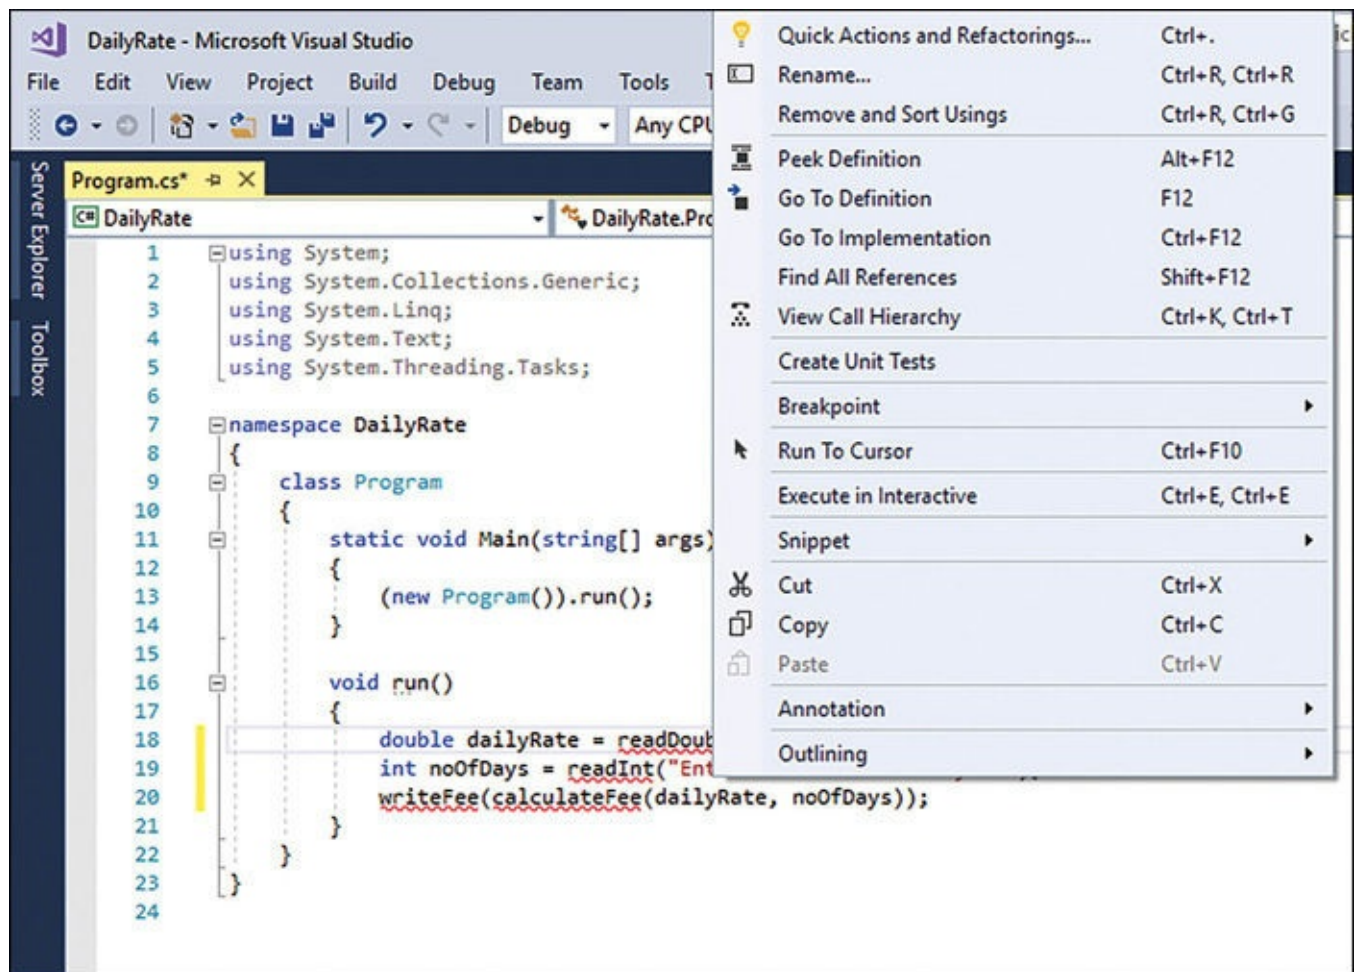 DailyRate - Microsoft Visual Studio
File Edit View Project Build Debug Team Tools
Debug Any CPU
Server Explorer
Toolbox
Program.cs*
C# DailyRate
DailyRate.Pro
1 using System;
2 using System.Collections.Generic;
3 using System.Linq;
4 using System.Text;
5 using System.Threading.Tasks;
6
7 namespace DailyRate
8 {
9 class Program
10 {
11 static void Main(string[] args)
12 {
13 (new Program()).run();
14 }
15
16 void run()
17 {
18 double dailyRate = readDoub
19 int noOfDays = readInt("Ent
20 writeFee(calculateFee(dailyRate, noOfDays));
21 }
22 }
23 }
24
Quick Actions and Refactorings... Ctrl+.
Rename... Ctrl+R, Ctrl+R
Remove and Sort Usings Ctrl+R, Ctrl+G
Peek Definition Alt+F12
Go To Definition F12
Go To Implementation Ctrl+F12
Find All References Shift+F12
View Call Hierarchy Ctrl+K, Ctrl+T
Create Unit Tests
Breakpoint
Run To Cursor Ctrl+F10
Execute in Interactive Ctrl+E, Ctrl+E
Snippet
Cut Ctrl+X
Copy Ctrl+C
Paste Ctrl+V
Annotation
Outlining